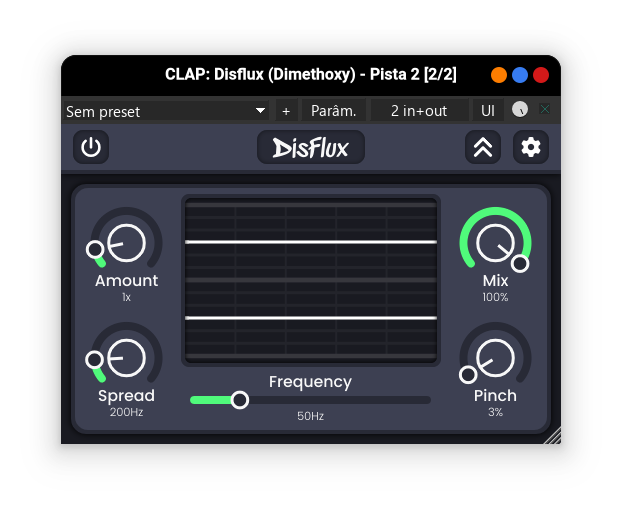 CLAP: Disflux (Dimethoxy) - Pista 2 [2/2]
Sem preset + Parâm. 2 in+out UI
DisFlux
Amount
1x
Mix
100%
Spread
200Hz
Frequency
50Hz
Pinch
3%